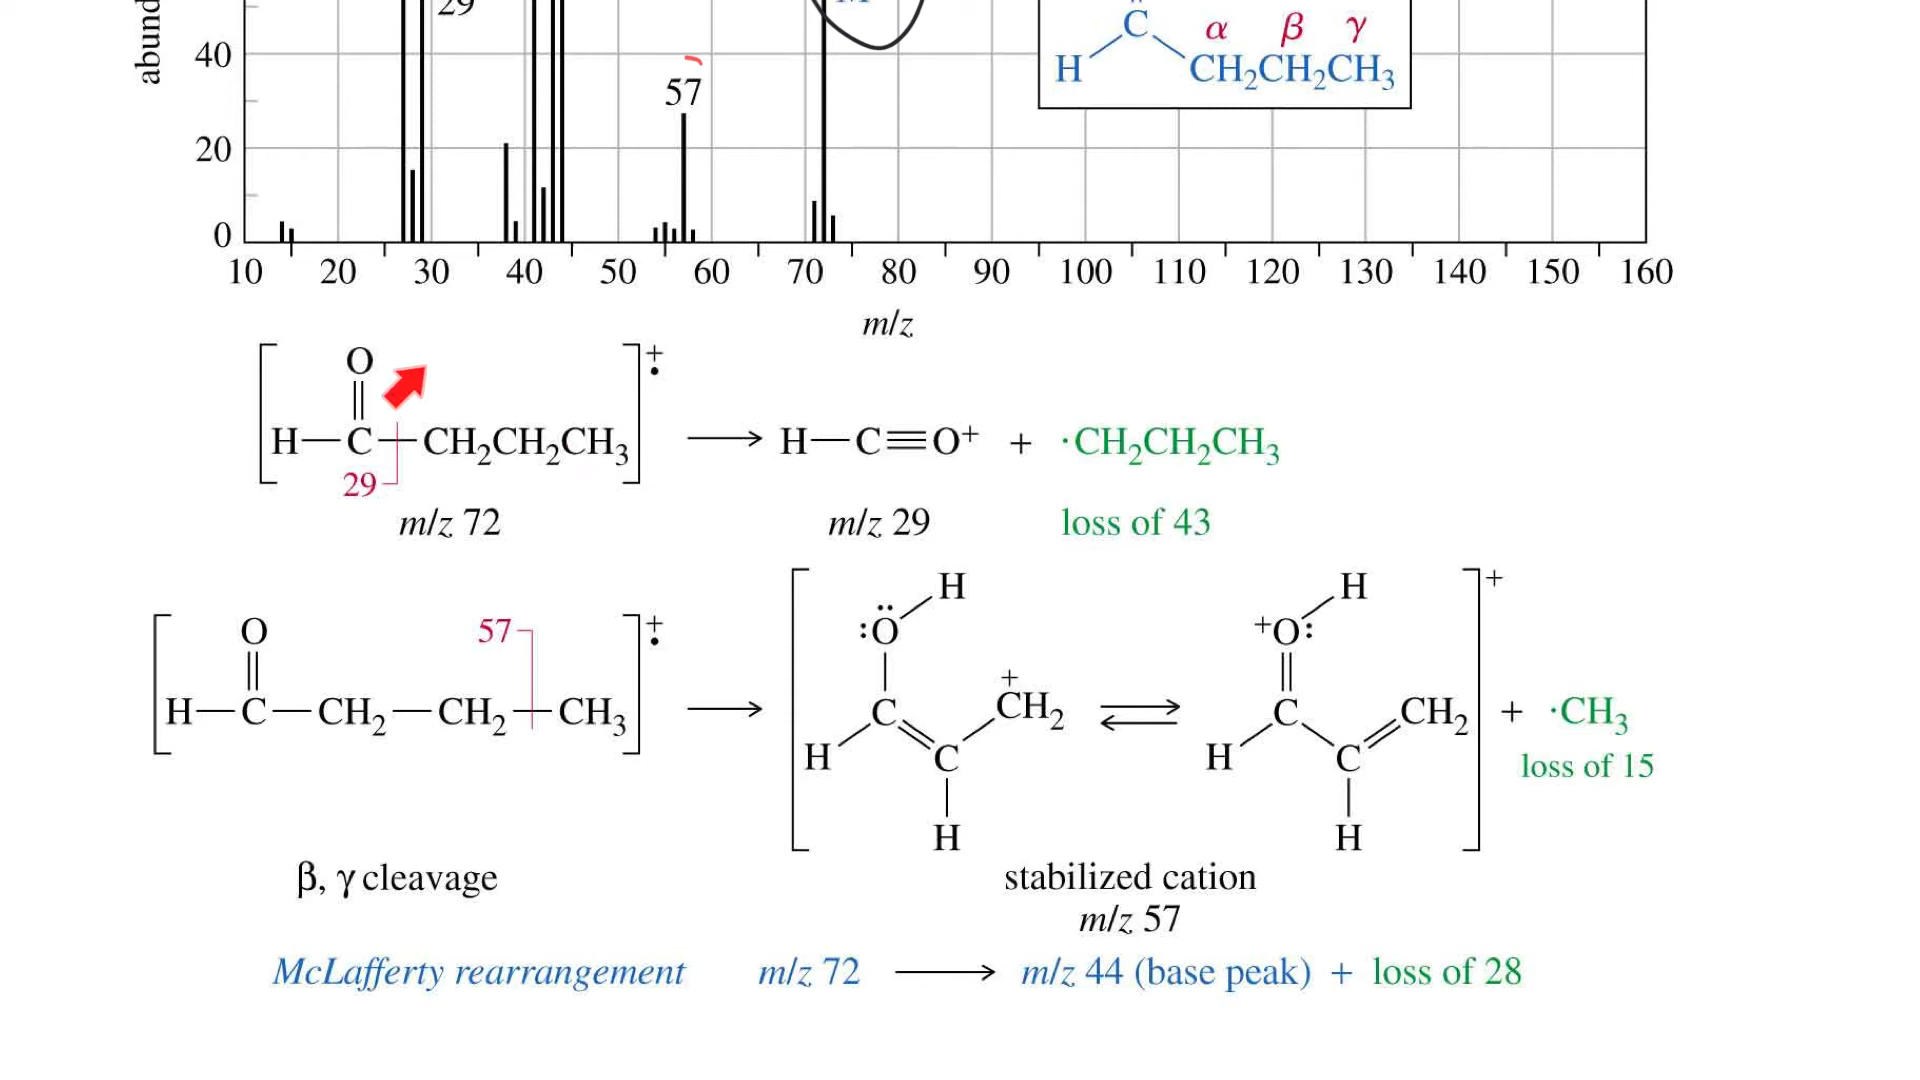 abund
29
M
C α β γ
H CH₂CH₂CH₃
40
57
20
0
10 20 30 40 50 60 70 80 90 100 110 120 130 140 150 160
m/z
O
H—C—CH₂CH₂CH₃ +• ⟶ H—C≡O⁺ + ·CH₂CH₂CH₃
29
m/z 72 m/z 29 loss of 43
H H +
O 57 +• :Ö +O:
H—C—CH₂—CH₂—CH₃ ⟶ C +CH₂ ⇌ C CH₂ + ·CH₃
H C H C loss of 15
H H
β, γ cleavage stabilized cation
m/z 57
McLafferty rearrangement m/z 72 ⟶ m/z 44 (base peak) + loss of 28